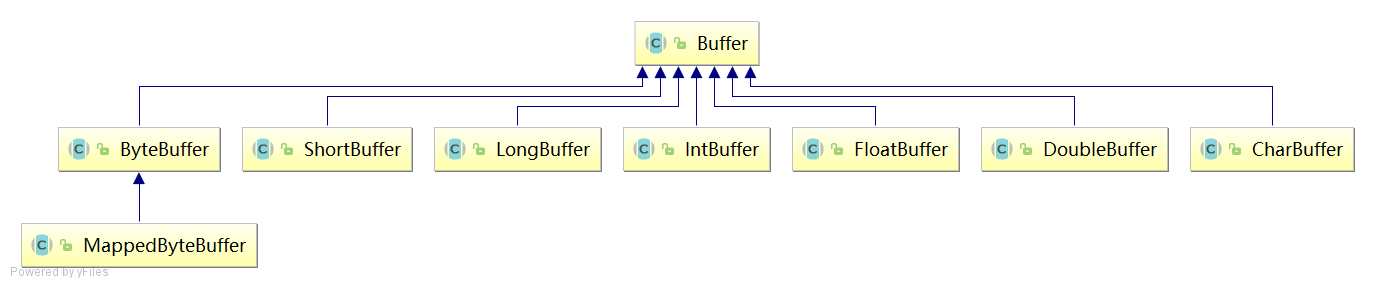 Buffer
ByteBuffer
ShortBuffer
LongBuffer
IntBuffer
FloatBuffer
DoubleBuffer
CharBuffer
MappedByteBuffer
Powered by yFiles